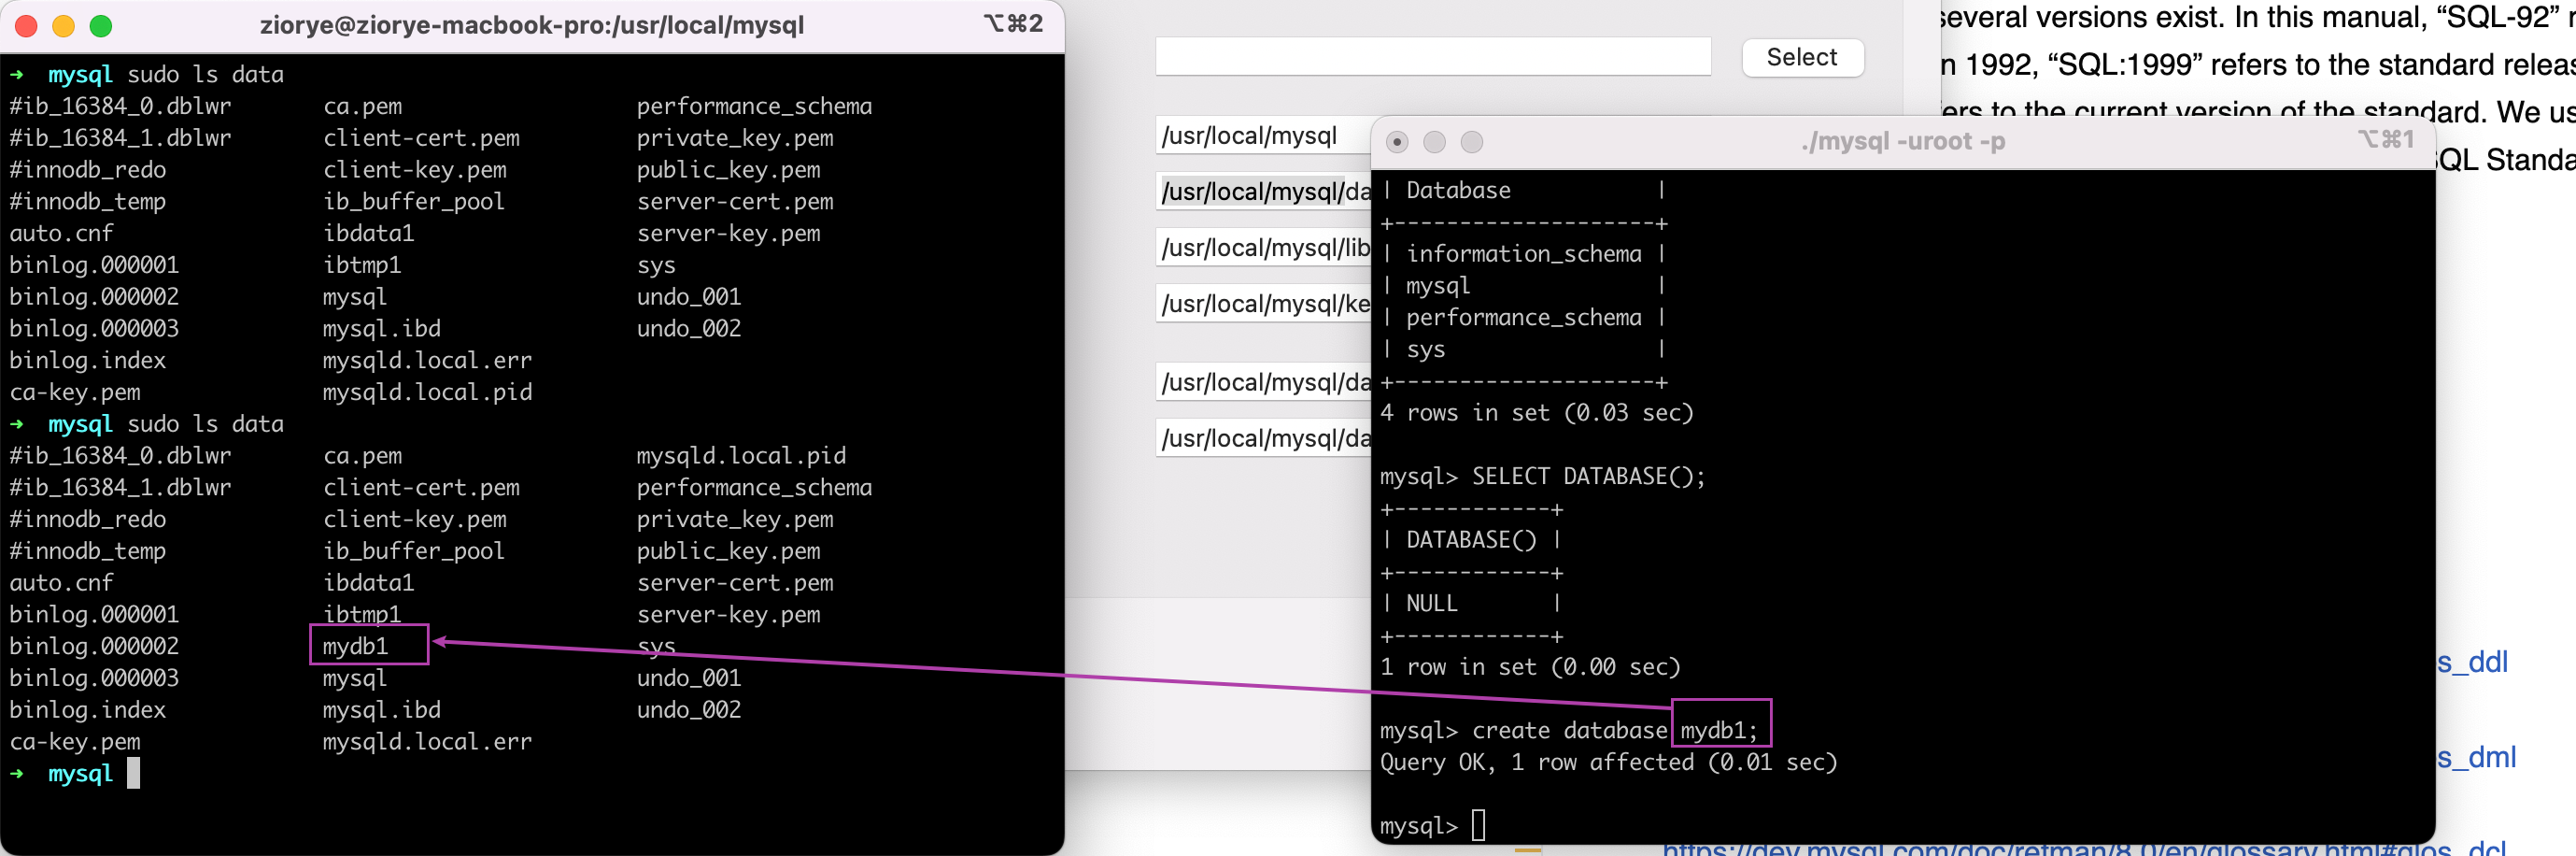 ziorye@ziorye-macbook-pro:/usr/local/mysql ⌥⌘2
➜ mysql sudo ls data
#ib_16384_0.dblwr ca.pem performance_schema
#ib_16384_1.dblwr client-cert.pem private_key.pem
#innodb_redo client-key.pem public_key.pem
#innodb_temp ib_buffer_pool server-cert.pem
auto.cnf ibdata1 server-key.pem
binlog.000001 ibtmp1 sys
binlog.000002 mysql undo_001
binlog.000003 mysql.ibd undo_002
binlog.index mysqld.local.err
ca-key.pem mysqld.local.pid
➜ mysql sudo ls data
#ib_16384_0.dblwr ca.pem mysqld.local.pid
#ib_16384_1.dblwr client-cert.pem performance_schema
#innodb_redo client-key.pem private_key.pem
#innodb_temp ib_buffer_pool public_key.pem
auto.cnf ibdata1 server-cert.pem
binlog.000001 ibtmp1 server-key.pem
binlog.000002 mydb1 sys
binlog.000003 mysql undo_001
binlog.index mysql.ibd undo_002
ca-key.pem mysqld.local.err
➜ mysql
Select
/usr/local/mysql
/usr/local/mysql/da
/usr/local/mysql/lib
/usr/local/mysql/ke
/usr/local/mysql/da
/usr/local/mysql/da
./mysql -uroot -p ⌥⌘1
| Database |
+--------------------+
| information_schema |
| mysql |
| performance_schema |
| sys |
+--------------------+
4 rows in set (0.03 sec)
mysql> SELECT DATABASE();
+------------+
| DATABASE() |
+------------+
| NULL |
+------------+
1 row in set (0.00 sec)
mysql> create database mydb1;
Query OK, 1 row affected (0.01 sec)
mysql>
several versions exist. In this manual, “SQL-92” r
n 1992, “SQL:1999” refers to the standard releas
ers to the current version of the standard. We us
SQL Standa
s_ddl
s_dml
https://dev.mysql.com/doc/refman/8.0/en/glossary.html#glos_dcl